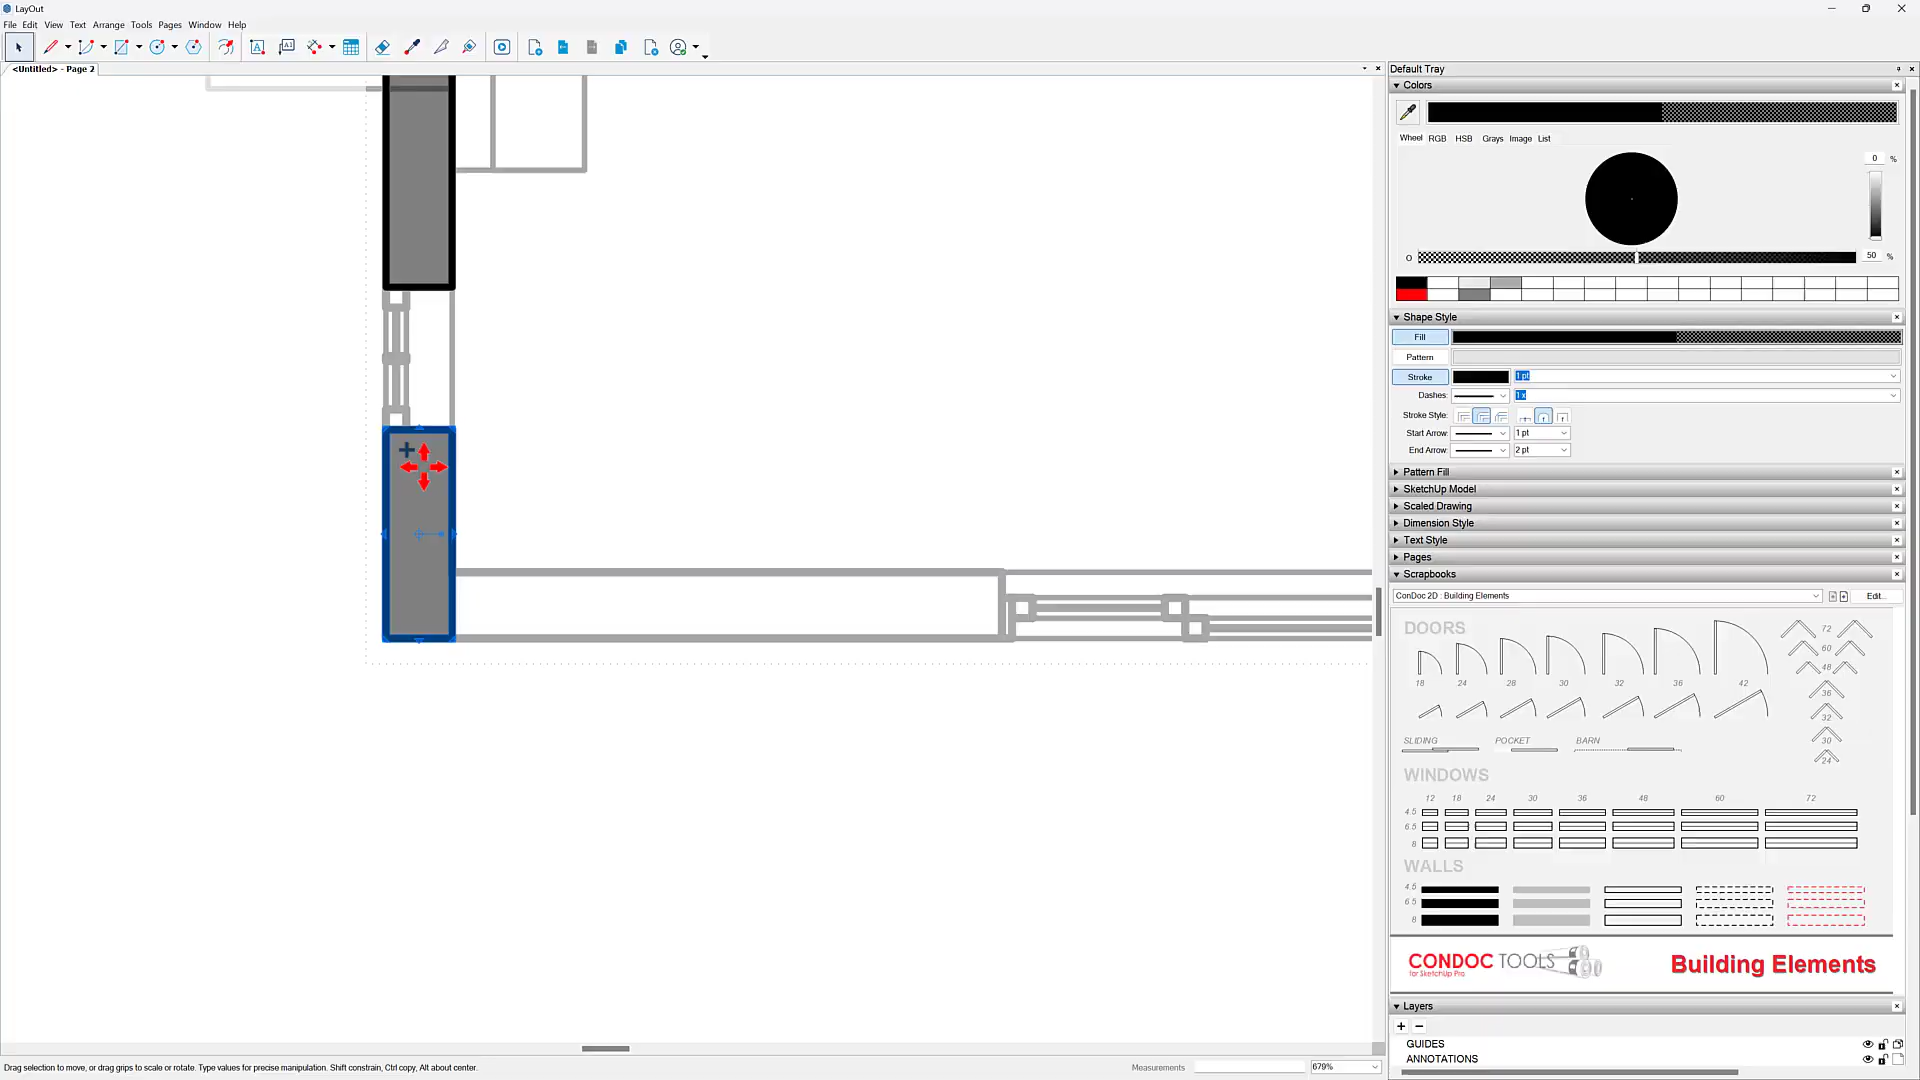 LayOut
File Edit View Text Arrange Tools Pages Window Help
<Untitled> - Page 2
Default Tray
Colors
Wheel RGB HSB Grays Image List
0 %
O 50 %
Shape Style
Fill
Pattern
Stroke 1 pt
Dashes: 1 x
Stroke Style:
Start Arrow: 1 pt
End Arrow: 2 pt
Pattern Fill
SketchUp Model
Scaled Drawing
Dimension Style
Text Style
Pages
Scrapbooks
ConDoc 2D : Building Elements Edit...
DOORS
18 24 28 30 32 36 42
72
60
48
36
32
30
24
SLIDING POCKET BARN
WINDOWS
12 18 24 30 36 48 60 72
4.5
6.5
8
WALLS
4.5
6.5
8
CONDOC TOOLS
for SketchUp Pro
Building Elements
Layers
GUIDES
ANNOTATIONS
Drag selection to move, or drag grips to scale or rotate. Type values for precise manipulation. Shift constrain, Ctrl copy, Alt about center.
Measurements
679%